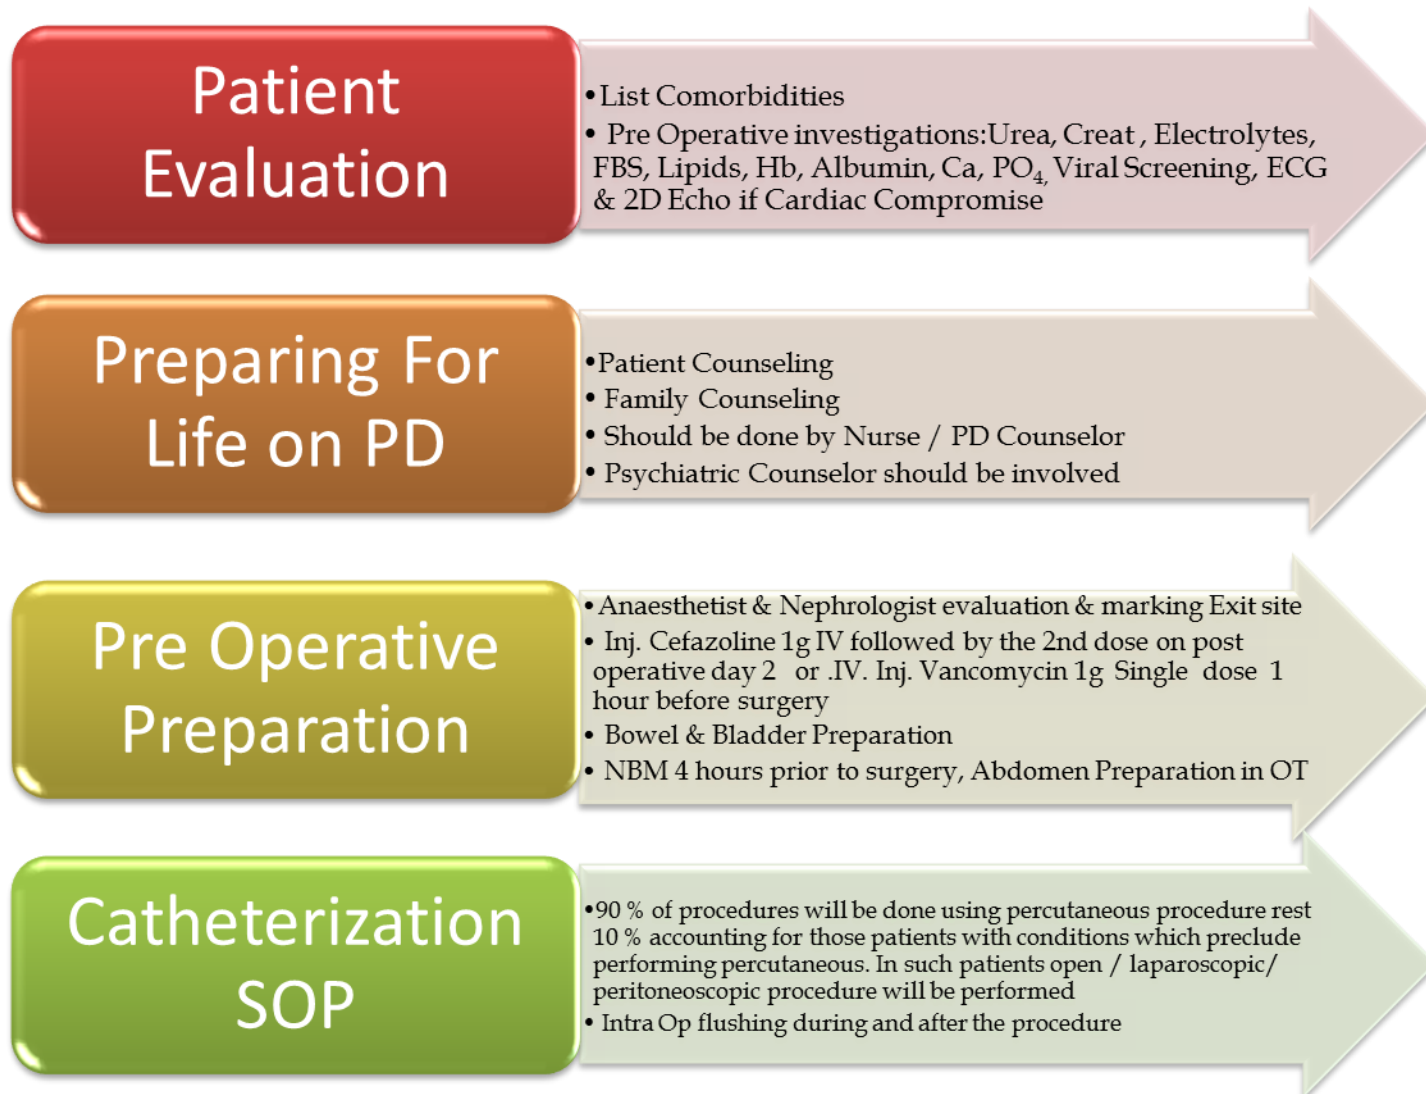 Patient
Evaluation
•List Comorbidities
• Pre Operative investigations:Urea, Creat , Electrolytes,
FBS, Lipids, Hb, Albumin, Ca, PO₄, Viral Screening, ECG
& 2D Echo if Cardiac Compromise
Preparing For
Life on PD
•Patient Counseling
• Family Counseling
• Should be done by Nurse / PD Counselor
• Psychiatric Counselor should be involved
Pre Operative
Preparation
•Anaesthetist & Nephrologist evaluation & marking Exit site
• Inj. Cefazoline 1g IV followed by the 2nd dose on post
operative day 2 or .IV. Inj. Vancomycin 1g Single dose 1
hour before surgery
• Bowel & Bladder Preparation
• NBM 4 hours prior to surgery, Abdomen Preparation in OT
Catheterization
SOP
•90 % of procedures will be done using percutaneous procedure rest
10 % accounting for those patients with conditions which preclude
performing percutaneous. In such patients open / laparoscopic/
peritoneoscopic procedure will be performed
• Intra Op flushing during and after the procedure